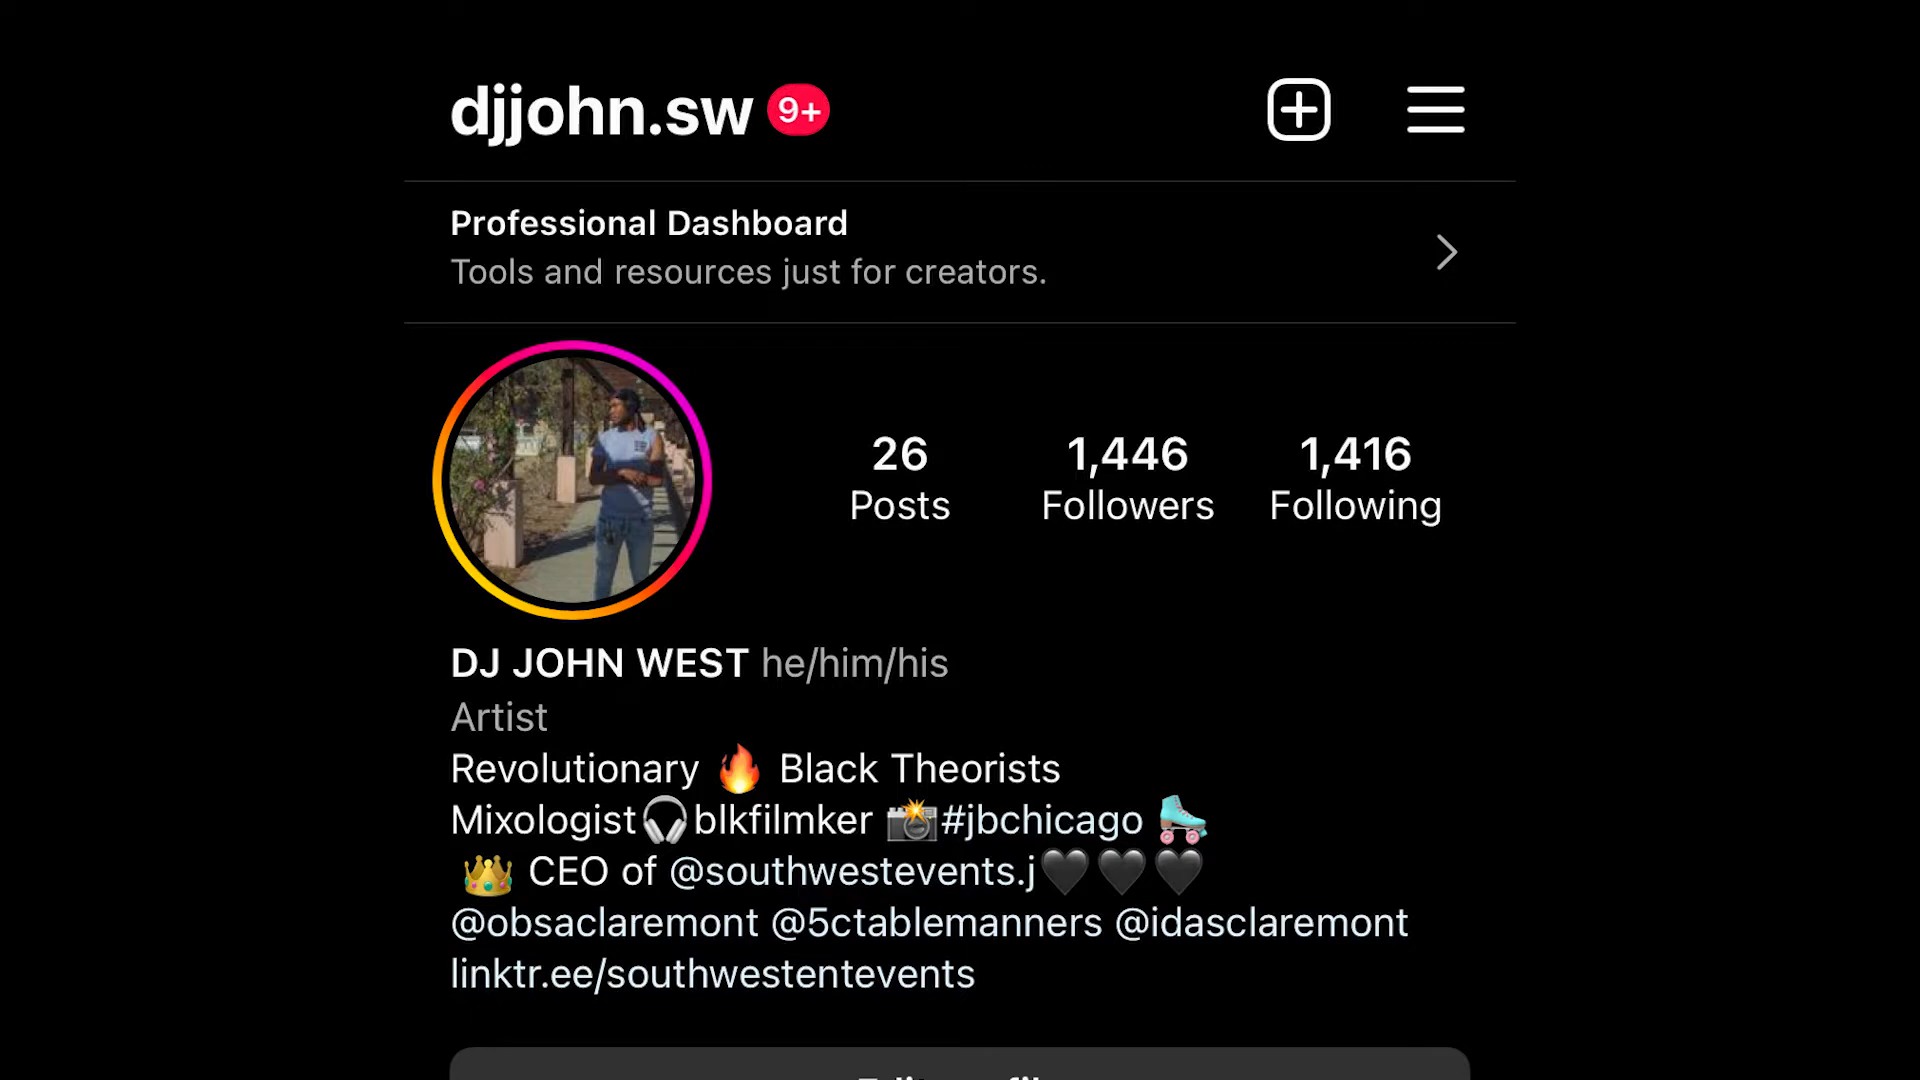 djjohn.sw 9+
Professional Dashboard
Tools and resources just for creators.
26 1,446 1,416
Posts Followers Following
DJ JOHN WEST he/him/his
Artist
Revolutionary 🔥 Black Theorists
Mixologist🎧blkfilmker 📸#jbchicago 🛼
👑 CEO of @southwestevents.j🖤🖤🖤
@obsaclaremont @5ctablemanners @idasclaremont
linktr.ee/southwestentevents